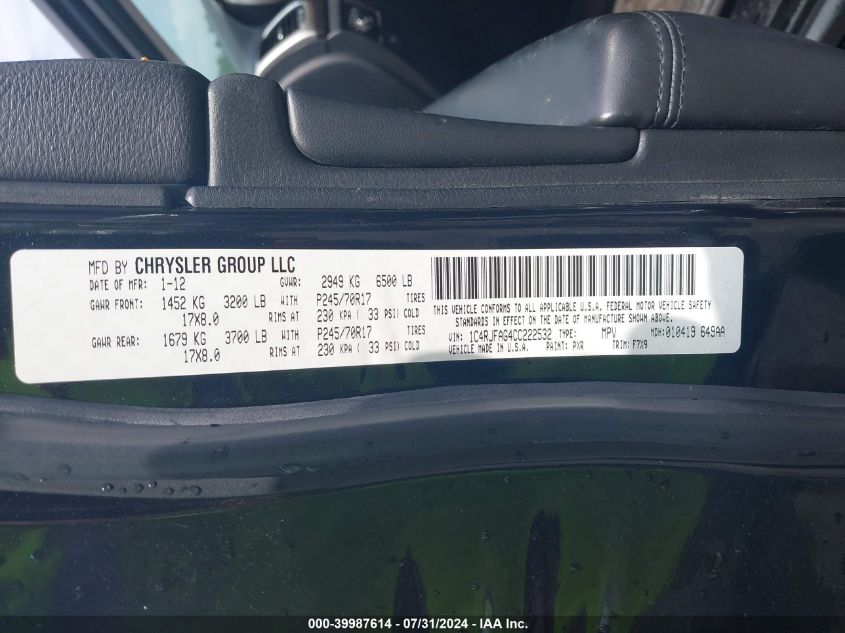 MFD BY CHRYSLER GROUP LLC
DATE OF MFR: 1-12 GVWR: 2949 KG 6500 LB
GAWR FRONT: 1452 KG 3200 LB WITH P245/70R17 TIRES
17X8.0 RIMS AT 230 KPA ( 33 PSI) COLD
GAWR REAR: 1679 KG 3700 LB WITH P245/70R17 TIRES
17X8.0 RIMS AT 230 KPA ( 33 PSI) COLD
THIS VEHICLE CONFORMS TO ALL APPLICABLE U.S.A. FEDERAL MOTOR VEHICLE SAFETY
STANDARDS IN EFFECT ON THE DATE OF MANUFACTURE SHOWN ABOVE.
VIN: 1C4RJFAG4CC222532 TYPE: MPV MDH: 010419 649AA
VEHICLE MADE IN U.S.A. PAINT: PXR TRIM: F7X9
000-39987614 / 07/31/2024 - IAA Inc.